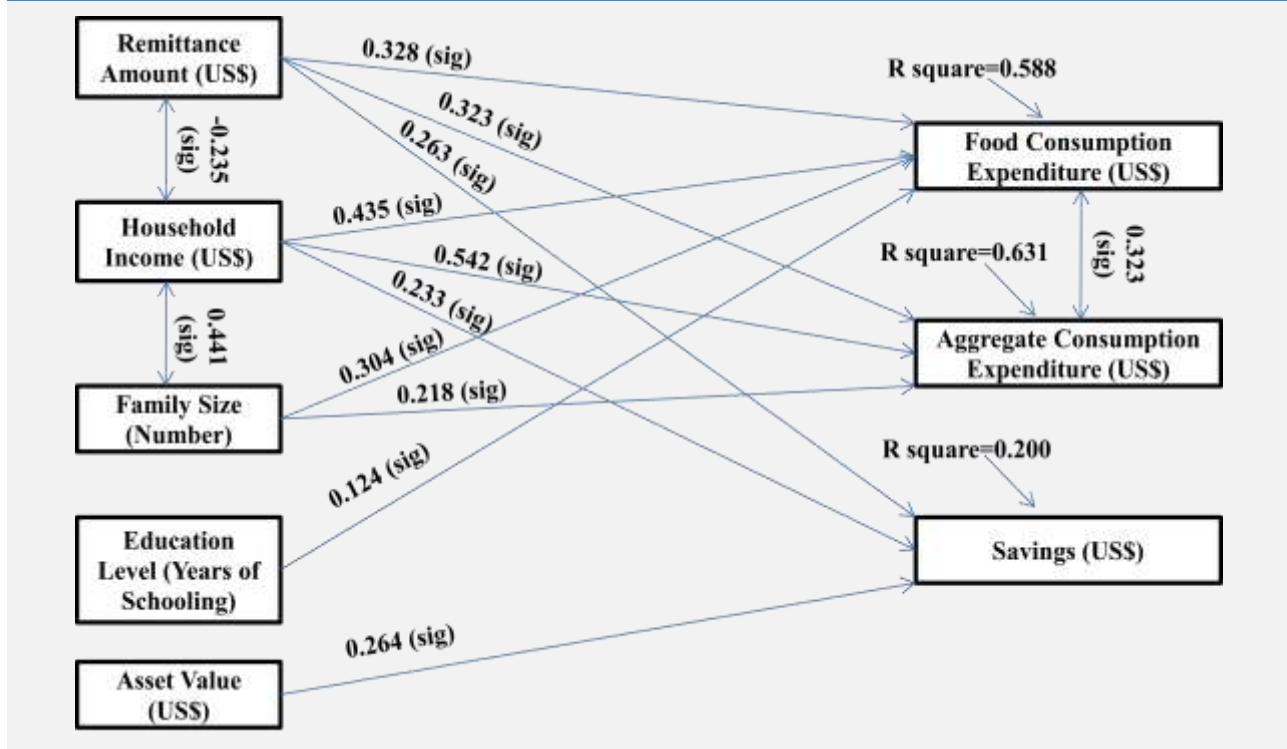 Remittance
Amount (US$)
0.328 (sig)
R square=0.588
0.323 (sig)
0.263 (sig)
-0.235
(sig)
Food Consumption
Expenditure (US$)
Household
Income (US$)
0.435 (sig)
0.542 (sig)
0.233 (sig)
R square=0.631
0.323
(sig)
0.441
(sig)
0.304 (sig)
Aggregate Consumption
Expenditure (US$)
Family Size
(Number)
0.218 (sig)
0.124 (sig)
R square=0.200
Education
Level (Years of
Schooling)
Savings (US$)
0.264 (sig)
Asset Value
(US$)